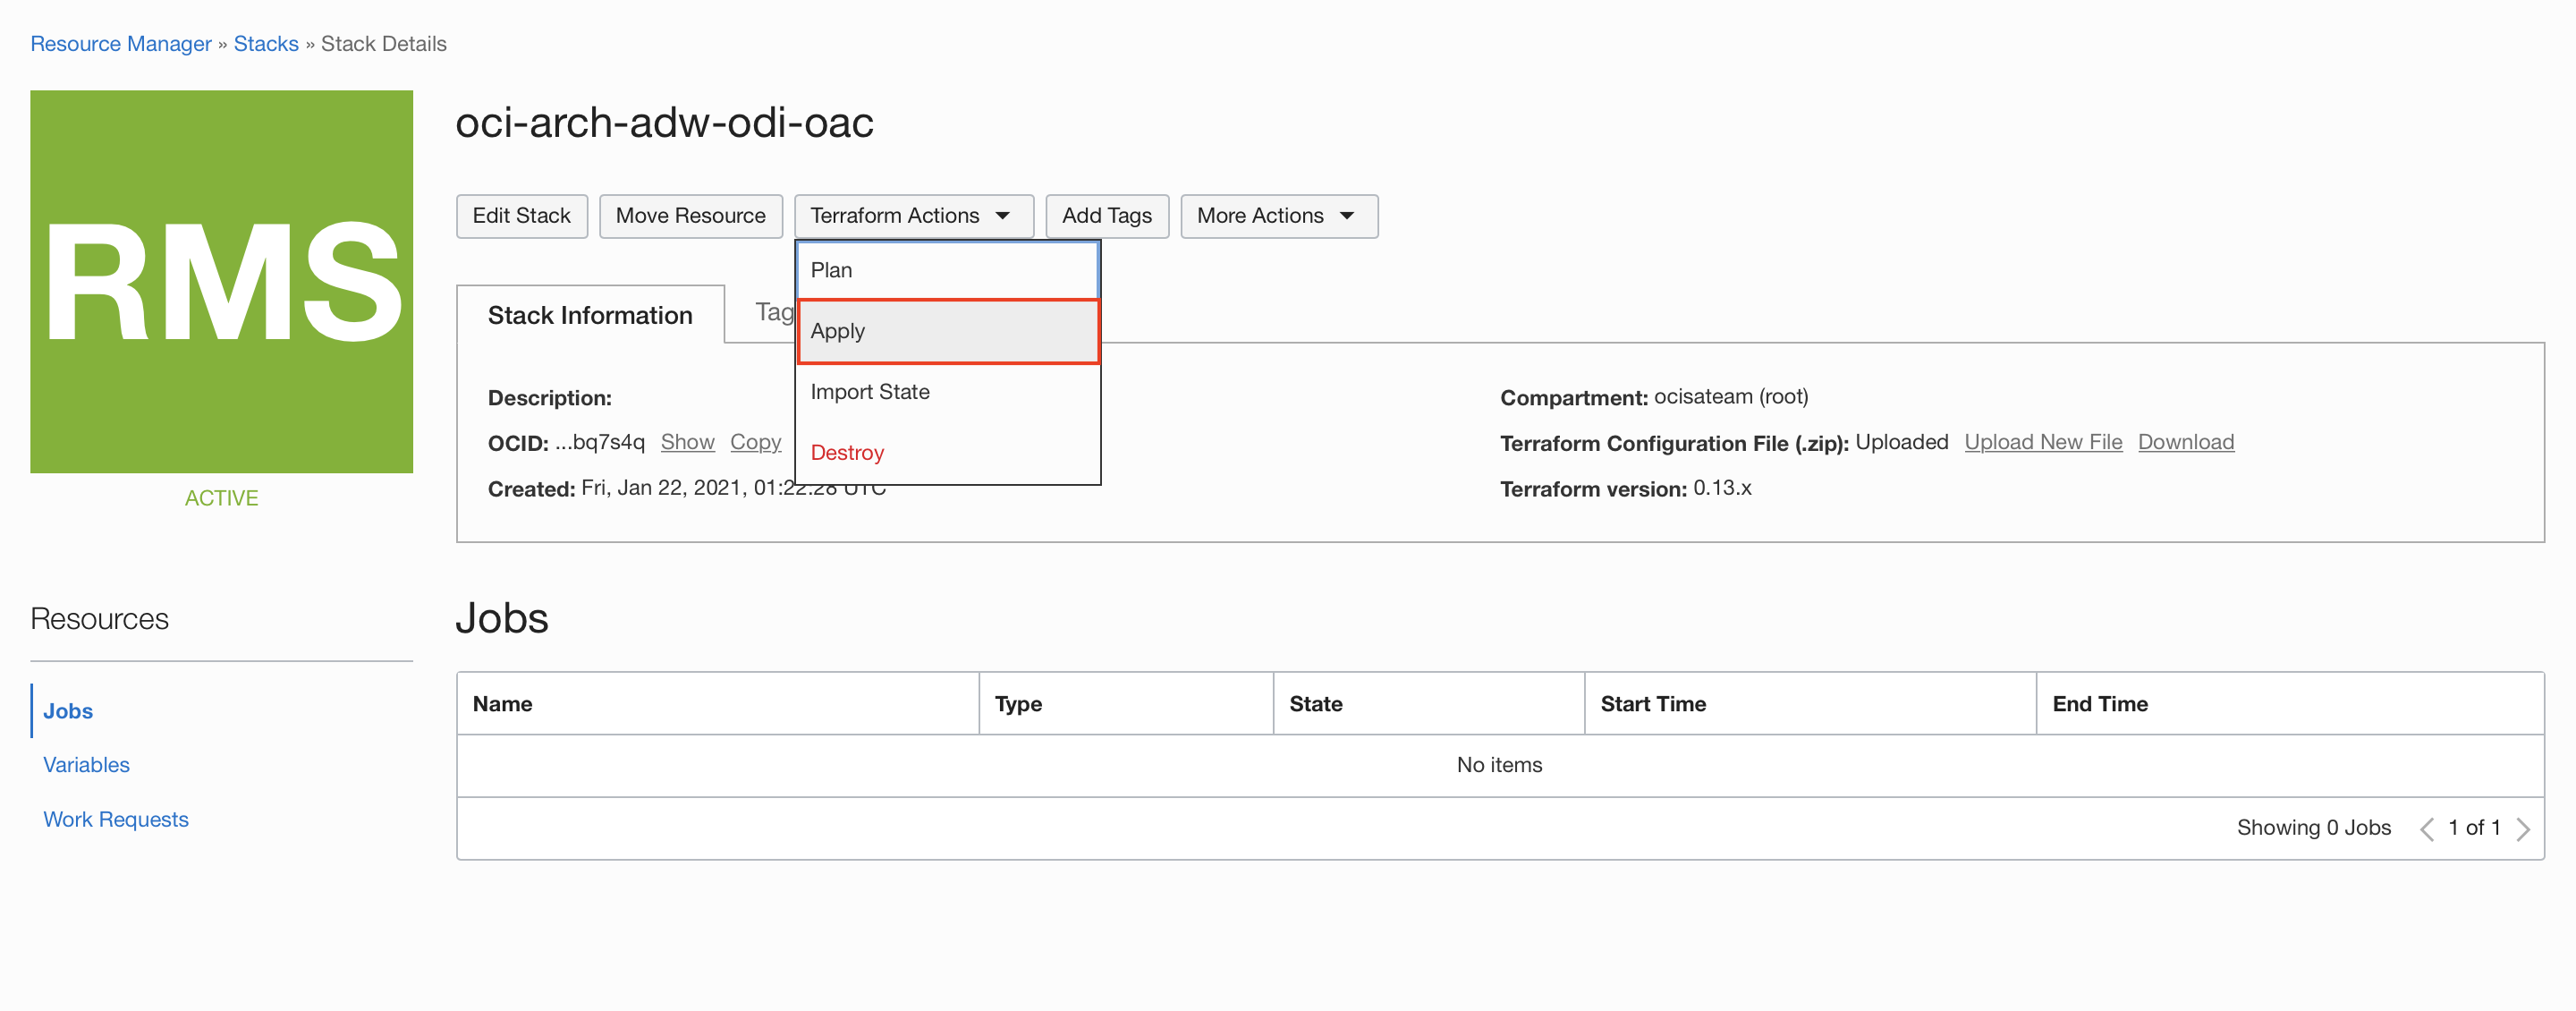 Resource Manager » Stacks » Stack Details
RMS
ACTIVE
oci-arch-adw-odi-oac
Edit Stack Move Resource Terraform Actions Add Tags More Actions
Plan
Apply
Import State
Destroy
Stack Information Tag
Description:
OCID: ...bq7s4q Show Copy
Created: Fri, Jan 22, 2021, 01:22:28 UTC
Compartment: ocisateam (root)
Terraform Configuration File (.zip): Uploaded Upload New File Download
Terraform version: 0.13.x
Resources
Jobs
Variables
Work Requests
Jobs
Name Type State Start Time End Time
No items
Showing 0 Jobs 1 of 1